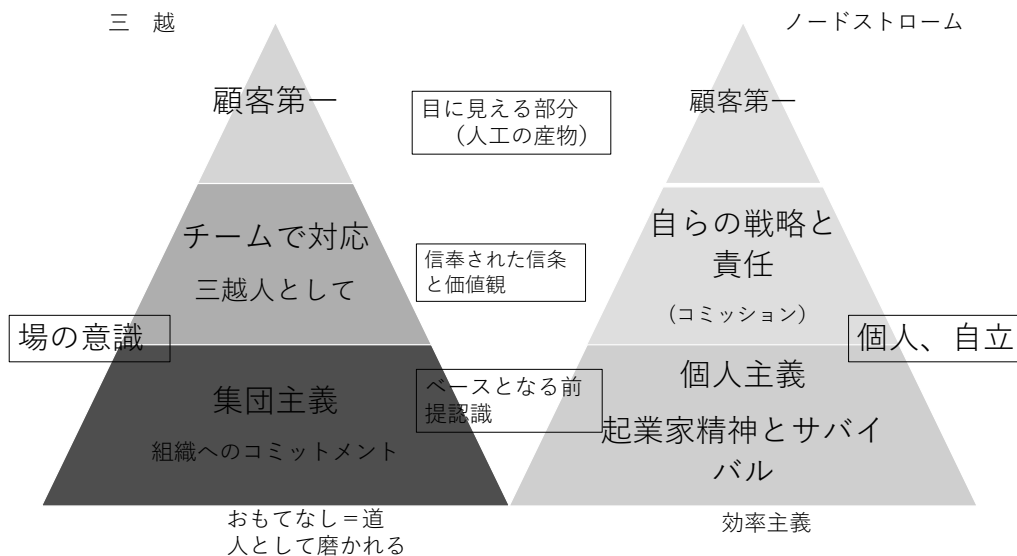 三　越
ノードストローム
顧客第一
目に見える部分
（人工の産物）
顧客第一
チームで対応
三越人として
信奉された信条
と価値観
自らの戦略と
責任
（コミッション）
場の意識
個人、自立
集団主義
組織へのコミットメント
ベースとなる前
提認識
個人主義
起業家精神とサバイ
バル
おもてなし＝道
人として磨かれる
効率主義